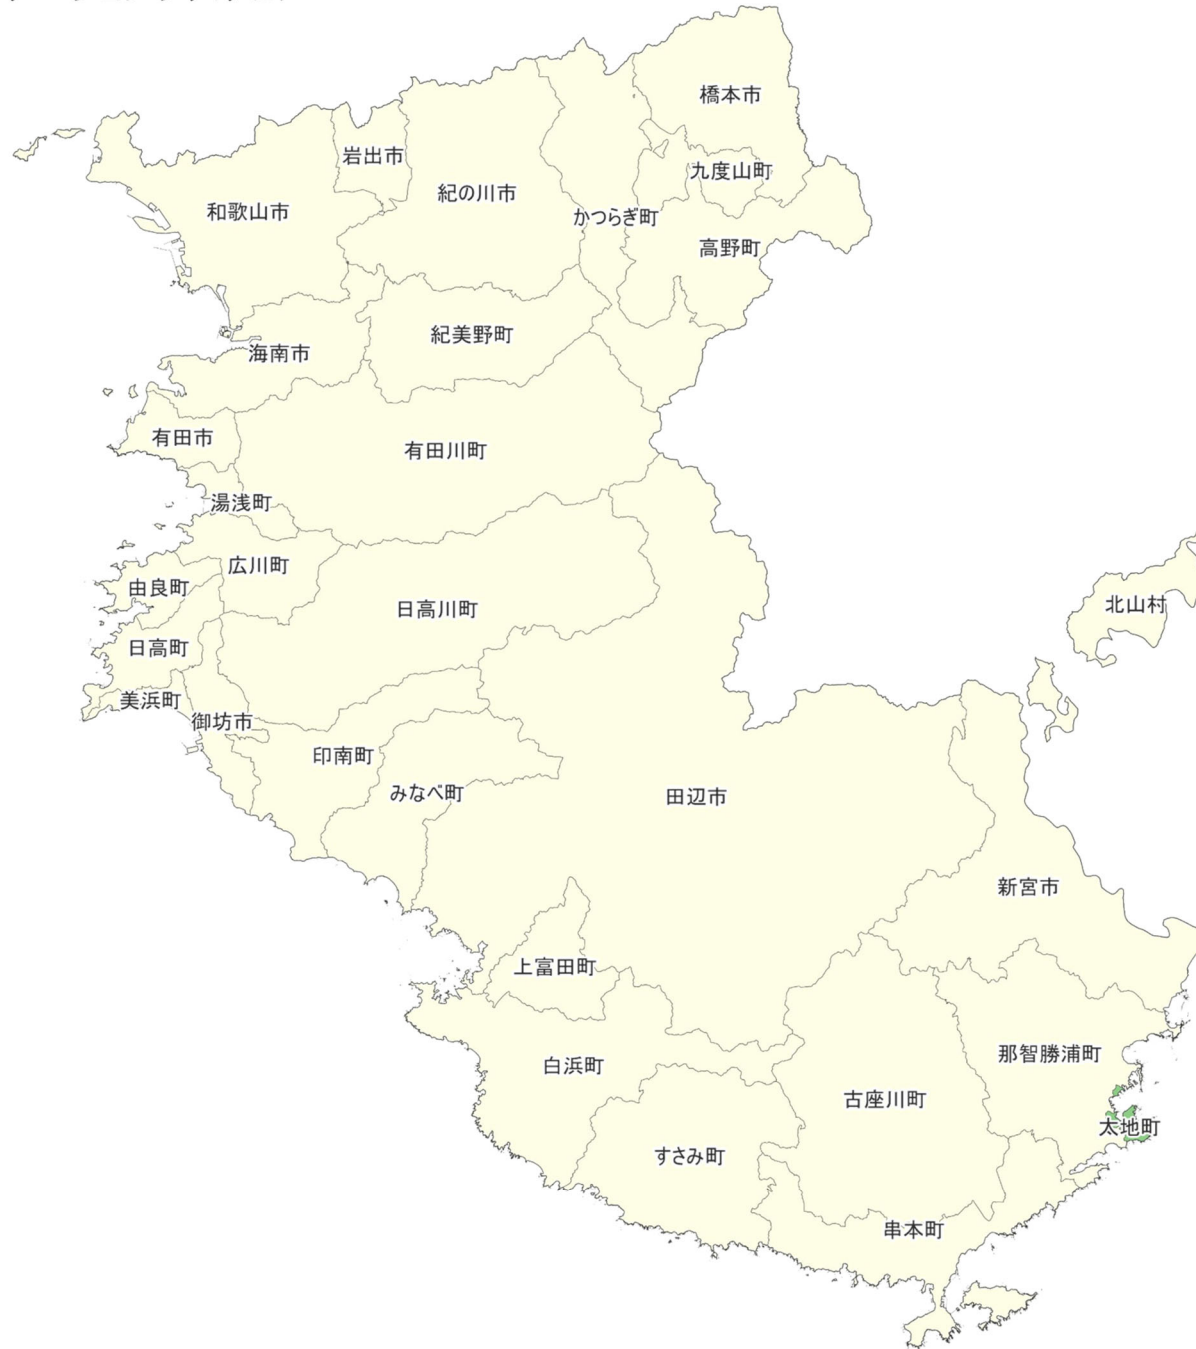 橋本市
岩出市
九度山町
紀の川市
和歌山市
かつらぎ町
高野町
紀美野町
海南市
有田市
有田川町
湯浅町
広川町
由良町
北山村
日高川町
日高町
美浜町
御坊市
印南町
みなべ町
田辺市
新宮市
上富田町
那智勝浦町
白浜町
古座川町
太地町
すさみ町
串本町